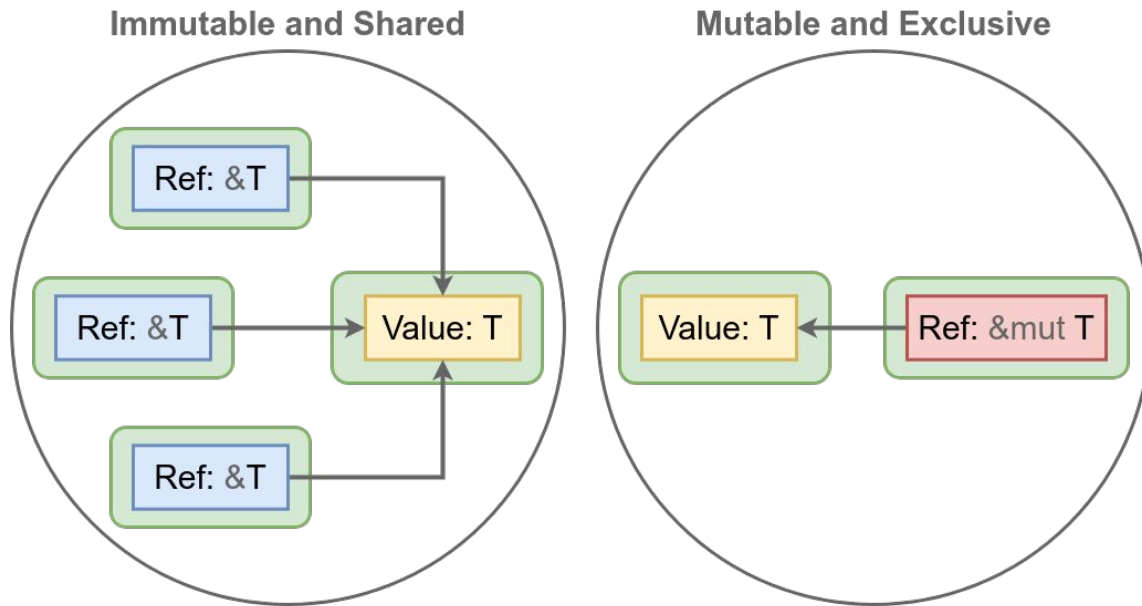 Immutable and Shared
Ref: &T
Ref: &T
Value: T
Ref: &T
Mutable and Exclusive
Value: T
Ref: &mut T